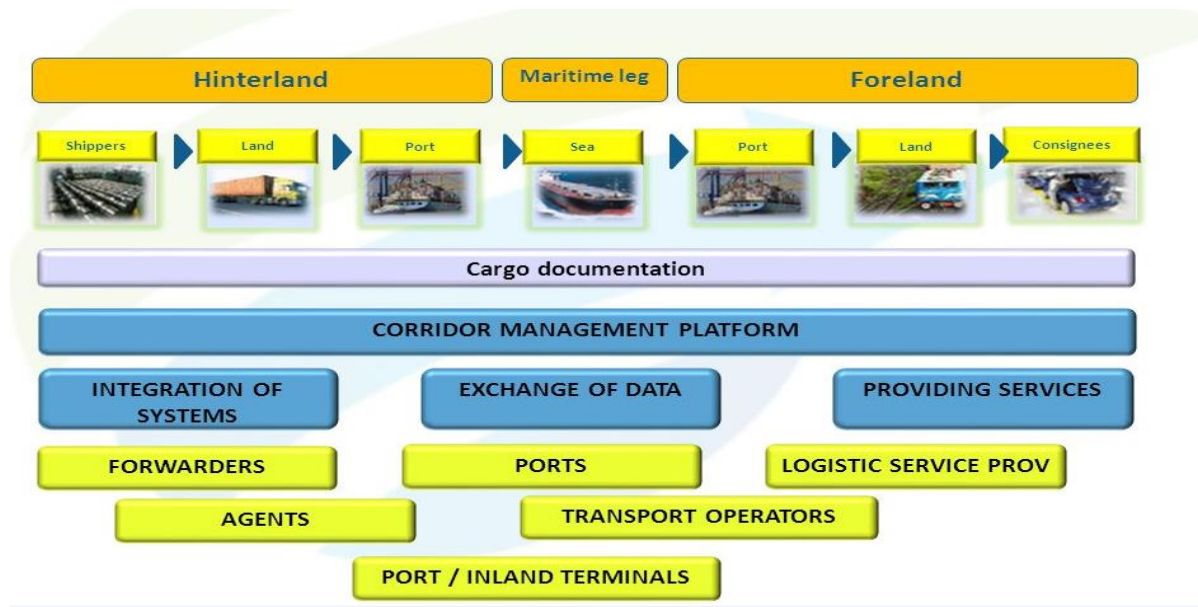 Hinterland
Maritime leg
Foreland
Shippers
Land
Port
Sea
Port
Land
Consignees
Cargo documentation
CORRIDOR MANAGEMENT PLATFORM
INTEGRATION OF
SYSTEMS
EXCHANGE OF DATA
PROVIDING SERVICES
FORWARDERS
PORTS
LOGISTIC SERVICE PROV
AGENTS
TRANSPORT OPERATORS
PORT / INLAND TERMINALS